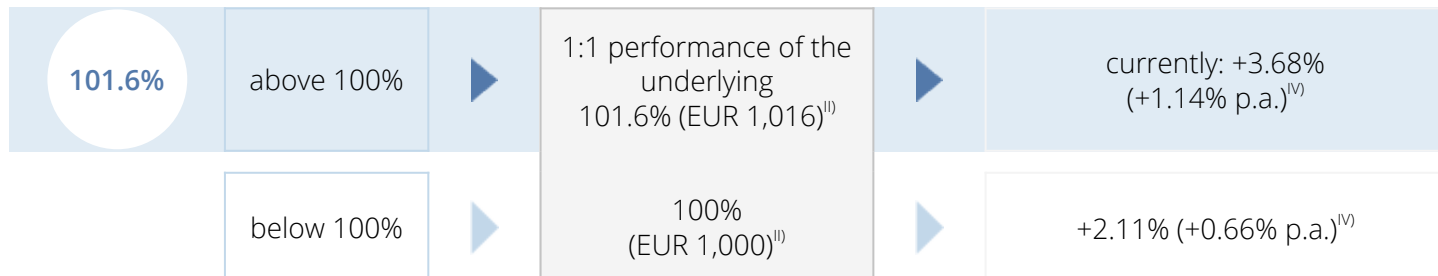 101.6%
above 100%
1:1 performance of the
underlying
101.6% (EUR 1,016)II)
currently: +3.68%
(+1.14% p.a.)IV)
below 100%
100%
(EUR 1,000)II)
+2.11% (+0.66% p.a.)IV)